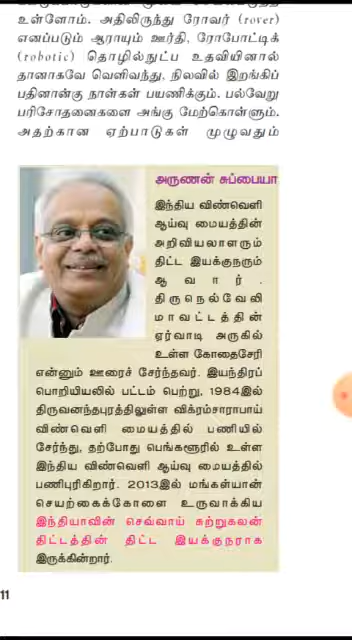 உள்ளோம். அதிலிருந்து ரோவர் (rover)
எனப்படும் ஆராயும் ஊர்தி, ரோபோட்டிக்
(robotic) தொழில்நுட்ப உதவியினால்
தானாகவே வெளிவந்து, நிலவில் இறங்கிப்
பதினான்கு நாள்கள் பயணிக்கும். பல்வேறு
பரிசோதனைகளை அங்கு மேற்கொள்ளும்.
அதற்கான ஏற்பாடுகள் முழுவதும்
அருணன் சுப்பையா
இந்திய விண்வெளி
ஆய்வு மையத்தின்
அறிவியலாளரும்
திட்ட இயக்குநரும்
ஆவார்.
திருநெல்வேலி
மாவட்டத்தின்
ஏர்வாடி அருகில்
உள்ள கோதைசேரி
என்னும் ஊரைச் சேர்ந்தவர். இயந்திரப்
பொறியியலில் பட்டம் பெற்று, 1984இல்
திருவனந்தபுரத்திலுள்ள விக்ரம்சாராபாய்
விண்வெளி மையத்தில் பணியில்
சேர்ந்து, தற்போது பெங்களூரில் உள்ள
இந்திய விண்வெளி ஆய்வு மையத்தில்
பணிபுரிகிறார். 2013இல் மங்கள்யான்
செயற்கைக்கோளை உருவாக்கிய
இந்தியாவின் செவ்வாய் சுற்றுகலன்
திட்டத்தின் திட்ட இயக்குநராக
இருக்கின்றார்.
11